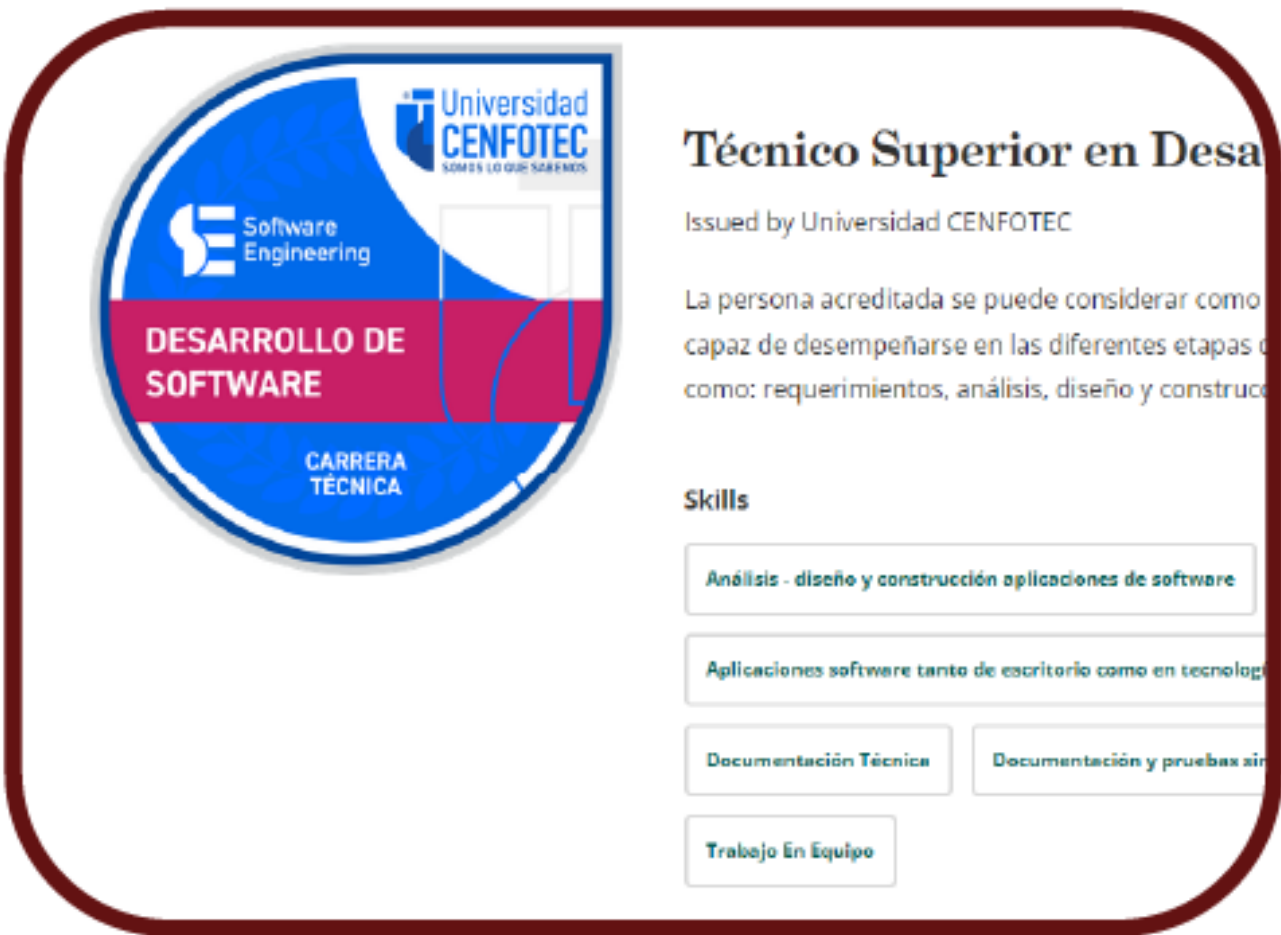 Universidad
CENFOTEC
SOMOS LO QUE SABEMOS
Software
Engineering
DESARROLLO DE
SOFTWARE
CARRERA
TÉCNICA
Técnico Superior en Desa
Issued by Universidad CENFOTEC
La persona acreditada se puede considerar como
capaz de desempeñarse en las diferentes etapas
como: requerimientos, análisis, diseño y construcc
Skills
Análisis - diseño y construcción aplicaciones de software
Aplicaciones software tanto de escritorio como en tecnologí
Documentación Técnica
Documentación y pruebas
Trabajo En Equipo